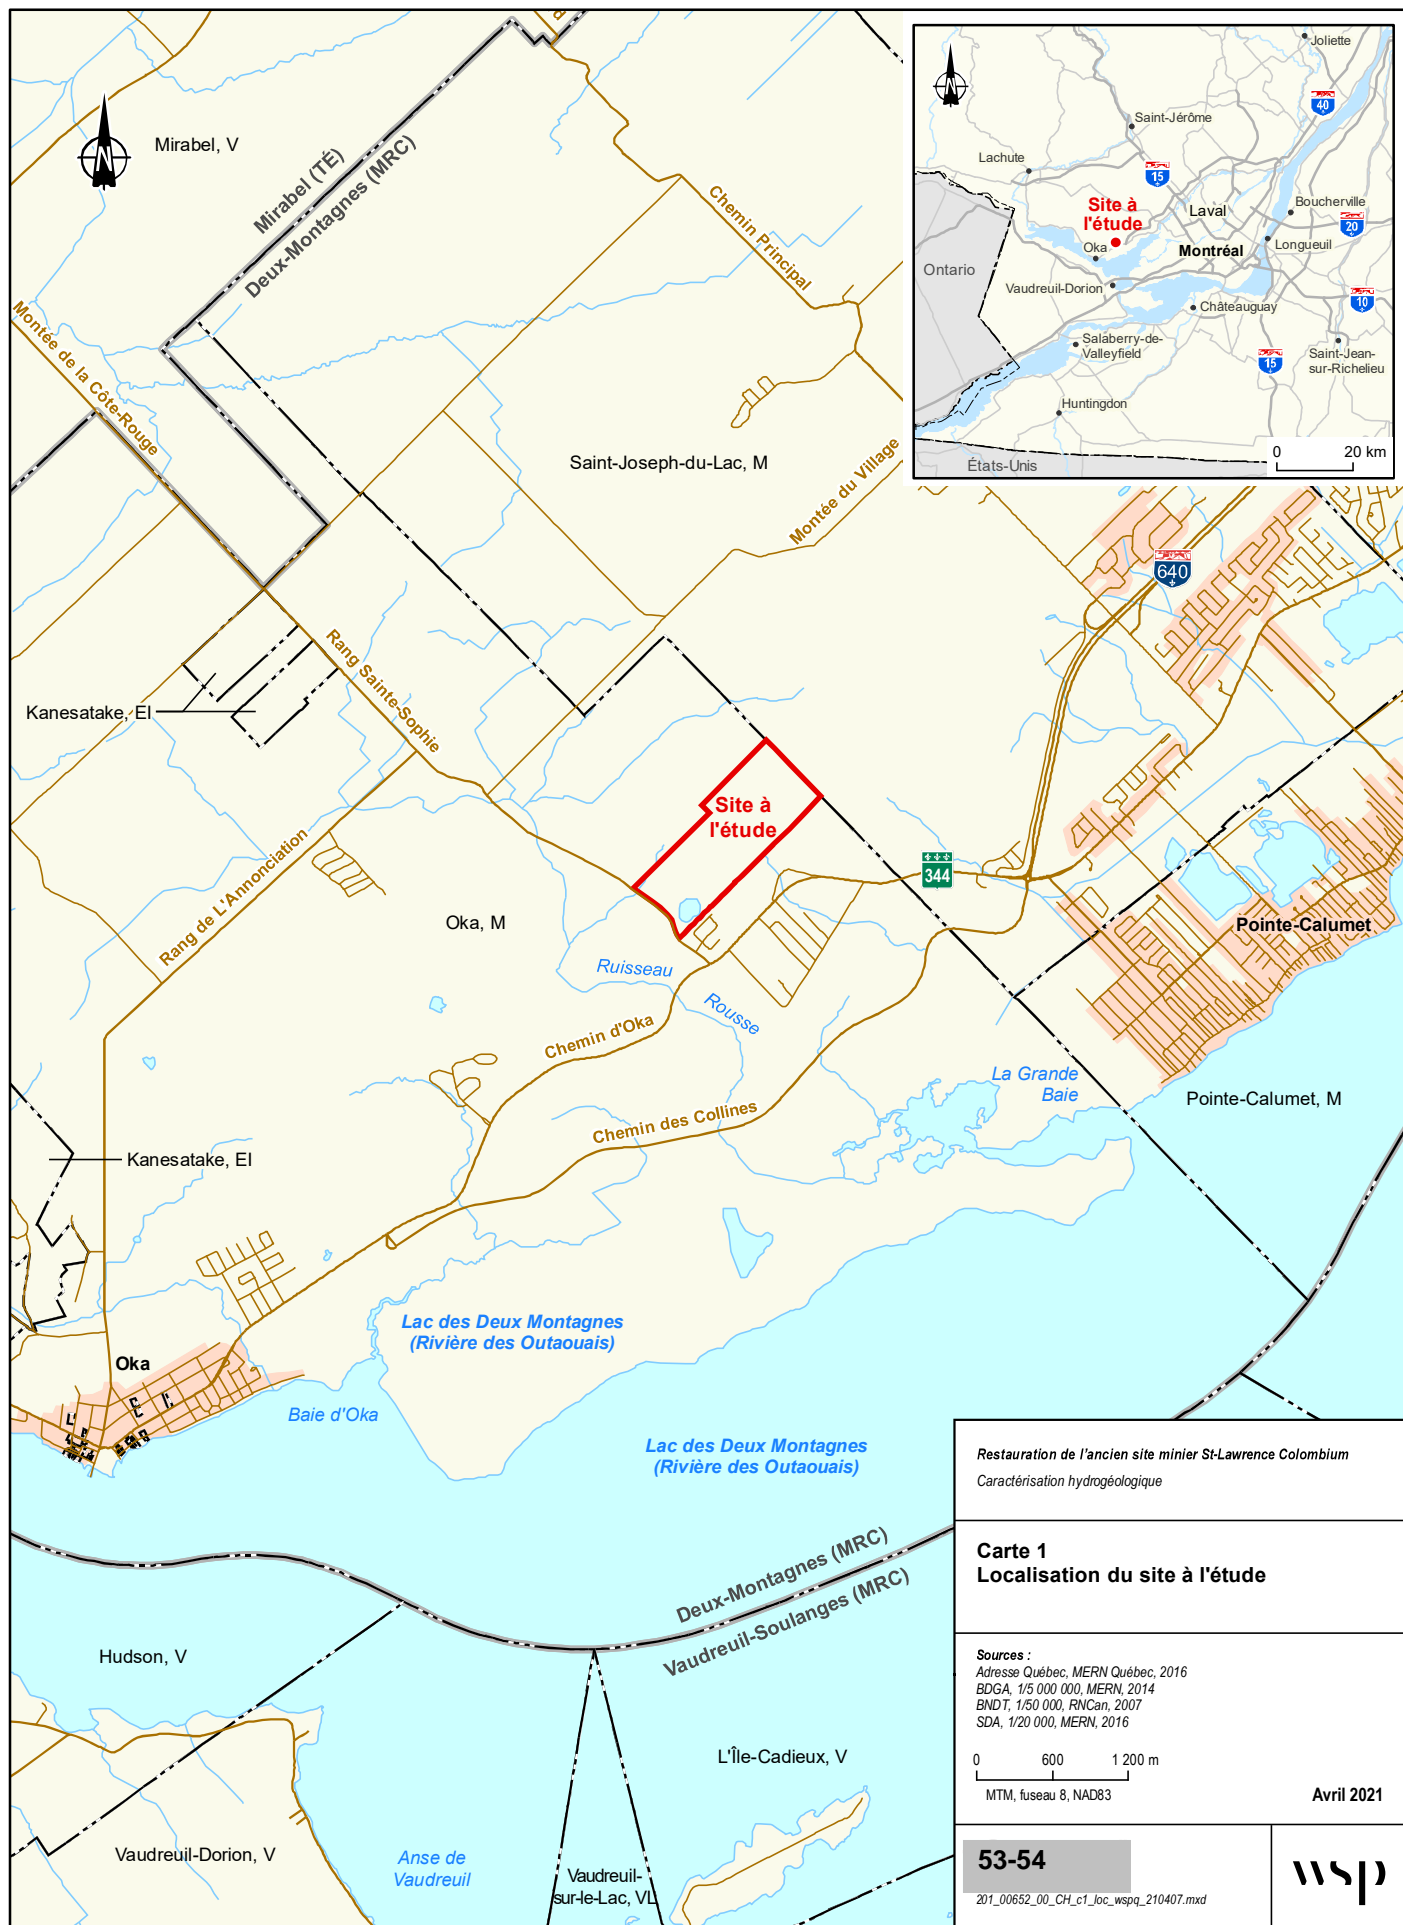 Mirabel, V
Mirabel (TÉ)
Deux-Montagnes (MRC)
Chemin Principal
Montée de la Côte-Rouge
Saint-Joseph-du-Lac, M
Montée du Village
640
Rang Sainte-Sophie
Kanesatake, EI
Site à
l'étude
Rang de L'Annonciation
344
Oka, M
Pointe-Calumet
Ruisseau
Rousse
Chemin d'Oka
La Grande
Baie
Pointe-Calumet, M
Chemin des Collines
Kanesatake, EI
Lac des Deux Montagnes
(Rivière des Outaouais)
Oka
Baie d'Oka
Lac des Deux Montagnes
(Rivière des Outaouais)
Deux-Montagnes (MRC)
Vaudreuil-Soulanges (MRC)
Hudson, V
L'Île-Cadieux, V
Vaudreuil-Dorion, V
Anse de
Vaudreuil
Vaudreuil-
sur-le-Lac, VL
Joliette
40
Saint-Jérôme
Lachute
15
Site à
l'étude
Laval
Boucherville
20
Oka
Montréal
Longueuil
Ontario
Vaudreuil-Dorion
Châteauguay
10
Salaberry-de-
Valleyfield
15
Saint-Jean-
sur-Richelieu
Huntingdon
États-Unis
0 20 km
Restauration de l'ancien site minier St-Lawrence Colombium
Caractérisation hydrogéologique
Carte 1
Localisation du site à l'étude
Sources :
Adresse Québec, MERN Québec, 2016
BDGA, 1/5 000 000, MERN, 2014
BNDT, 1/50 000, RNCan, 2007
SDA, 1/20 000, MERN, 2016
0 600 1 200 m
MTM, fuseau 8, NAD83
Avril 2021
53-54
201_00652_00_CH_c1_loc_wspq_210407.mxd
wsp